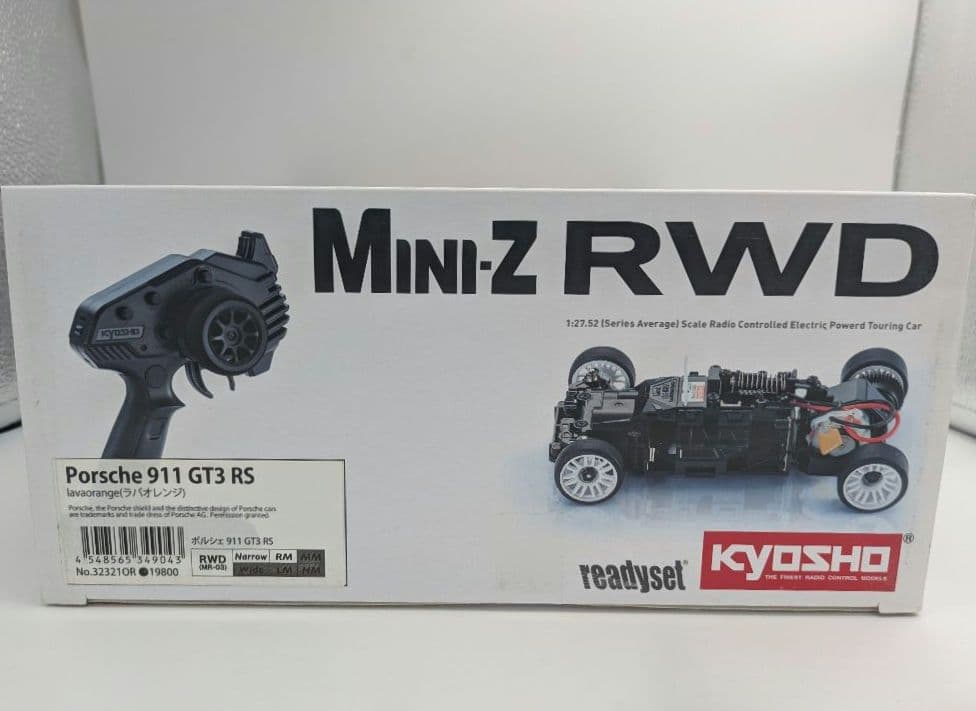 MINI-Z RWD
1:27.52 (Series Average) Scale Radio Controlled Electric Powerd Touring Car
KYOSHO
Porsche 911 GT3 RS
lavaorange(ラバオレンジ)
Porsche, the Porsche shield and the distinctive design of Porsche cars
are trademarks and trade dress of Porsche AG. Permission granted.
ポルシェ 911 GT3 RS
4 548565 349043
RWD Narrow RM MM
(MR-03) Wide LM HM
No.32321OR ●19800
readyset
KYOSHO®
THE FINEST RADIO CONTROL MODELS